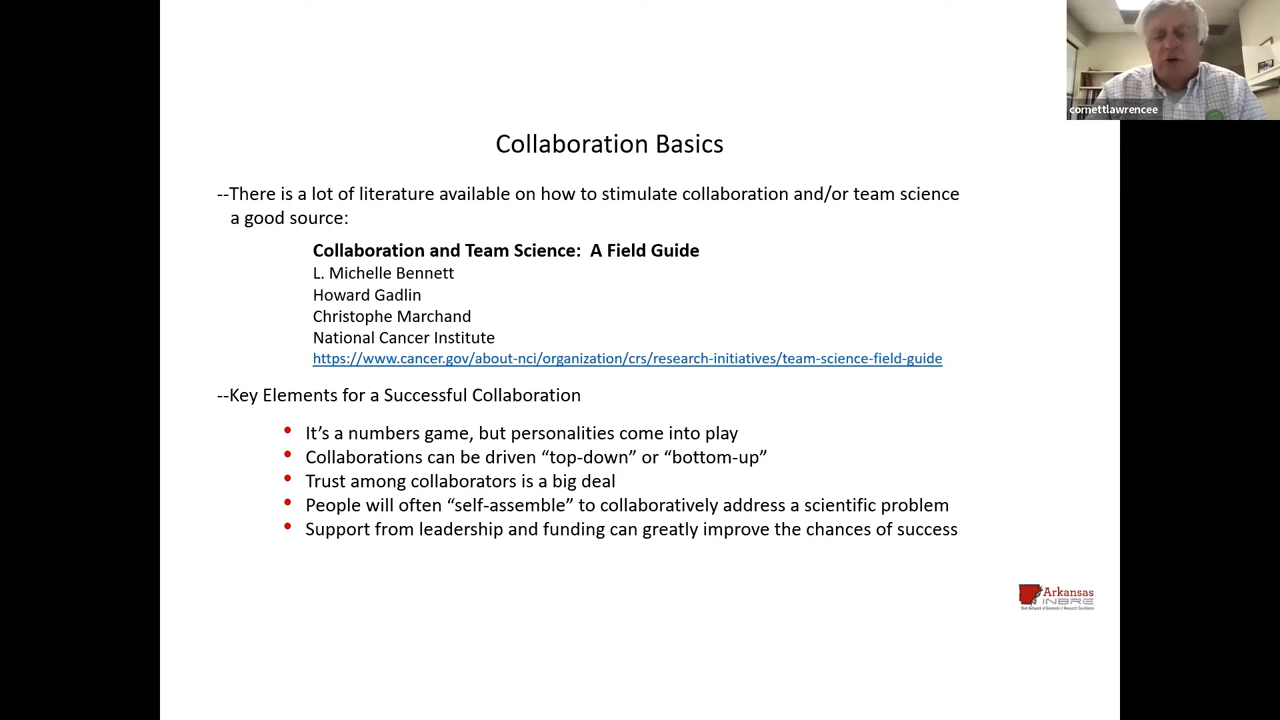 cornettlawrencee
Collaboration Basics
--There is a lot of literature available on how to stimulate collaboration and/or team science
a good source:
Collaboration and Team Science: A Field Guide
L. Michelle Bennett
Howard Gadlin
Christophe Marchand
National Cancer Institute
https://www.cancer.gov/about-nci/organization/crs/research-initiatives/team-science-field-guide
--Key Elements for a Successful Collaboration
• It’s a numbers game, but personalities come into play
• Collaborations can be driven “top-down” or “bottom-up”
• Trust among collaborators is a big deal
• People will often “self-assemble” to collaboratively address a scientific problem
• Support from leadership and funding can greatly improve the chances of success
Arkansas
INBRE